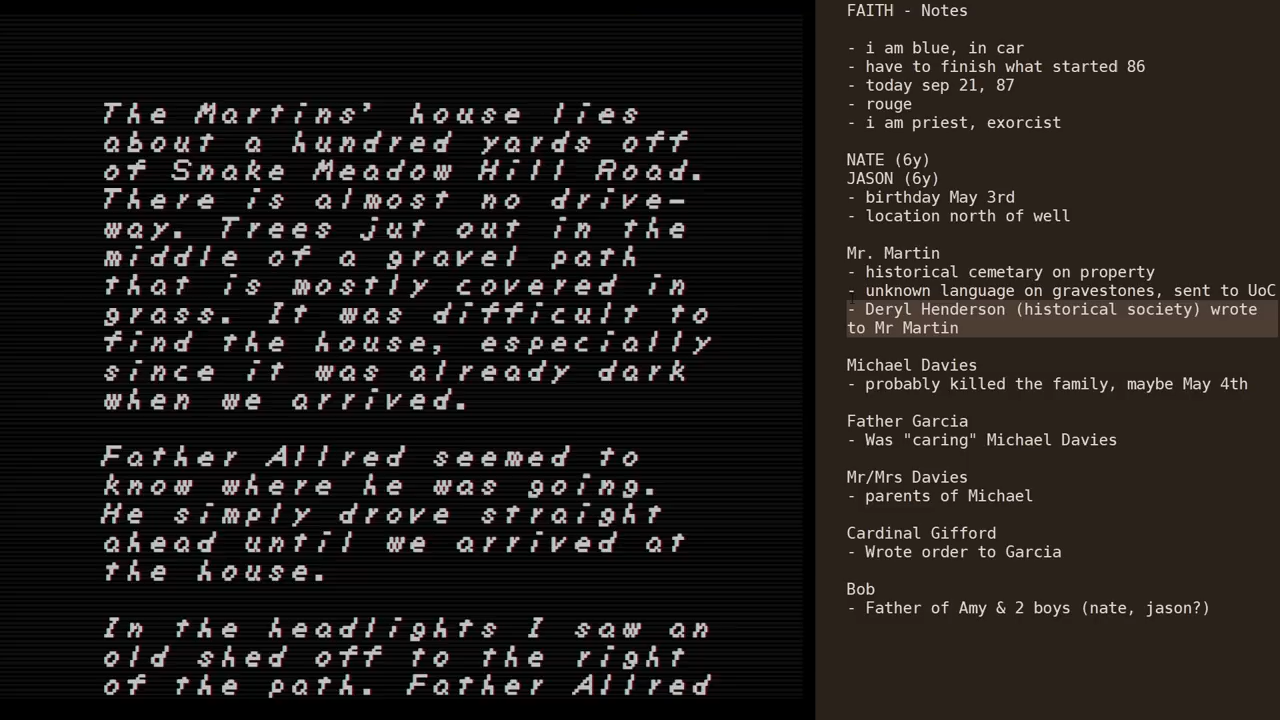 The Martins' house lies
about a hundred yards off
of Snake Meadow Hill Road.
There is almost no drive-
way. Trees jut out in the
middle of a gravel path
that is mostly covered in
grass. It was difficult to
find the house, especially
since it was already dark
when we arrived.
Father Allred seemed to
know where he was going.
He simply drove straight
ahead until we arrived at
the house.
In the headlights I saw an
old shed off to the right
of the path. Father Allred
FAITH - Notes
- i am blue, in car
- have to finish what started 86
- today sep 21, 87
- rouge
- i am priest, exorcist
NATE (6y)
JASON (6y)
- birthday May 3rd
- location north of well
Mr. Martin
- historical cemetary on property
- unknown language on gravestones, sent to UoC
- Deryl Henderson (historical society) wrote
to Mr Martin
Michael Davies
- probably killed the family, maybe May 4th
Father Garcia
- Was "caring" Michael Davies
Mr/Mrs Davies
- parents of Michael
Cardinal Gifford
- Wrote order to Garcia
Bob
- Father of Amy & 2 boys (nate, jason?)